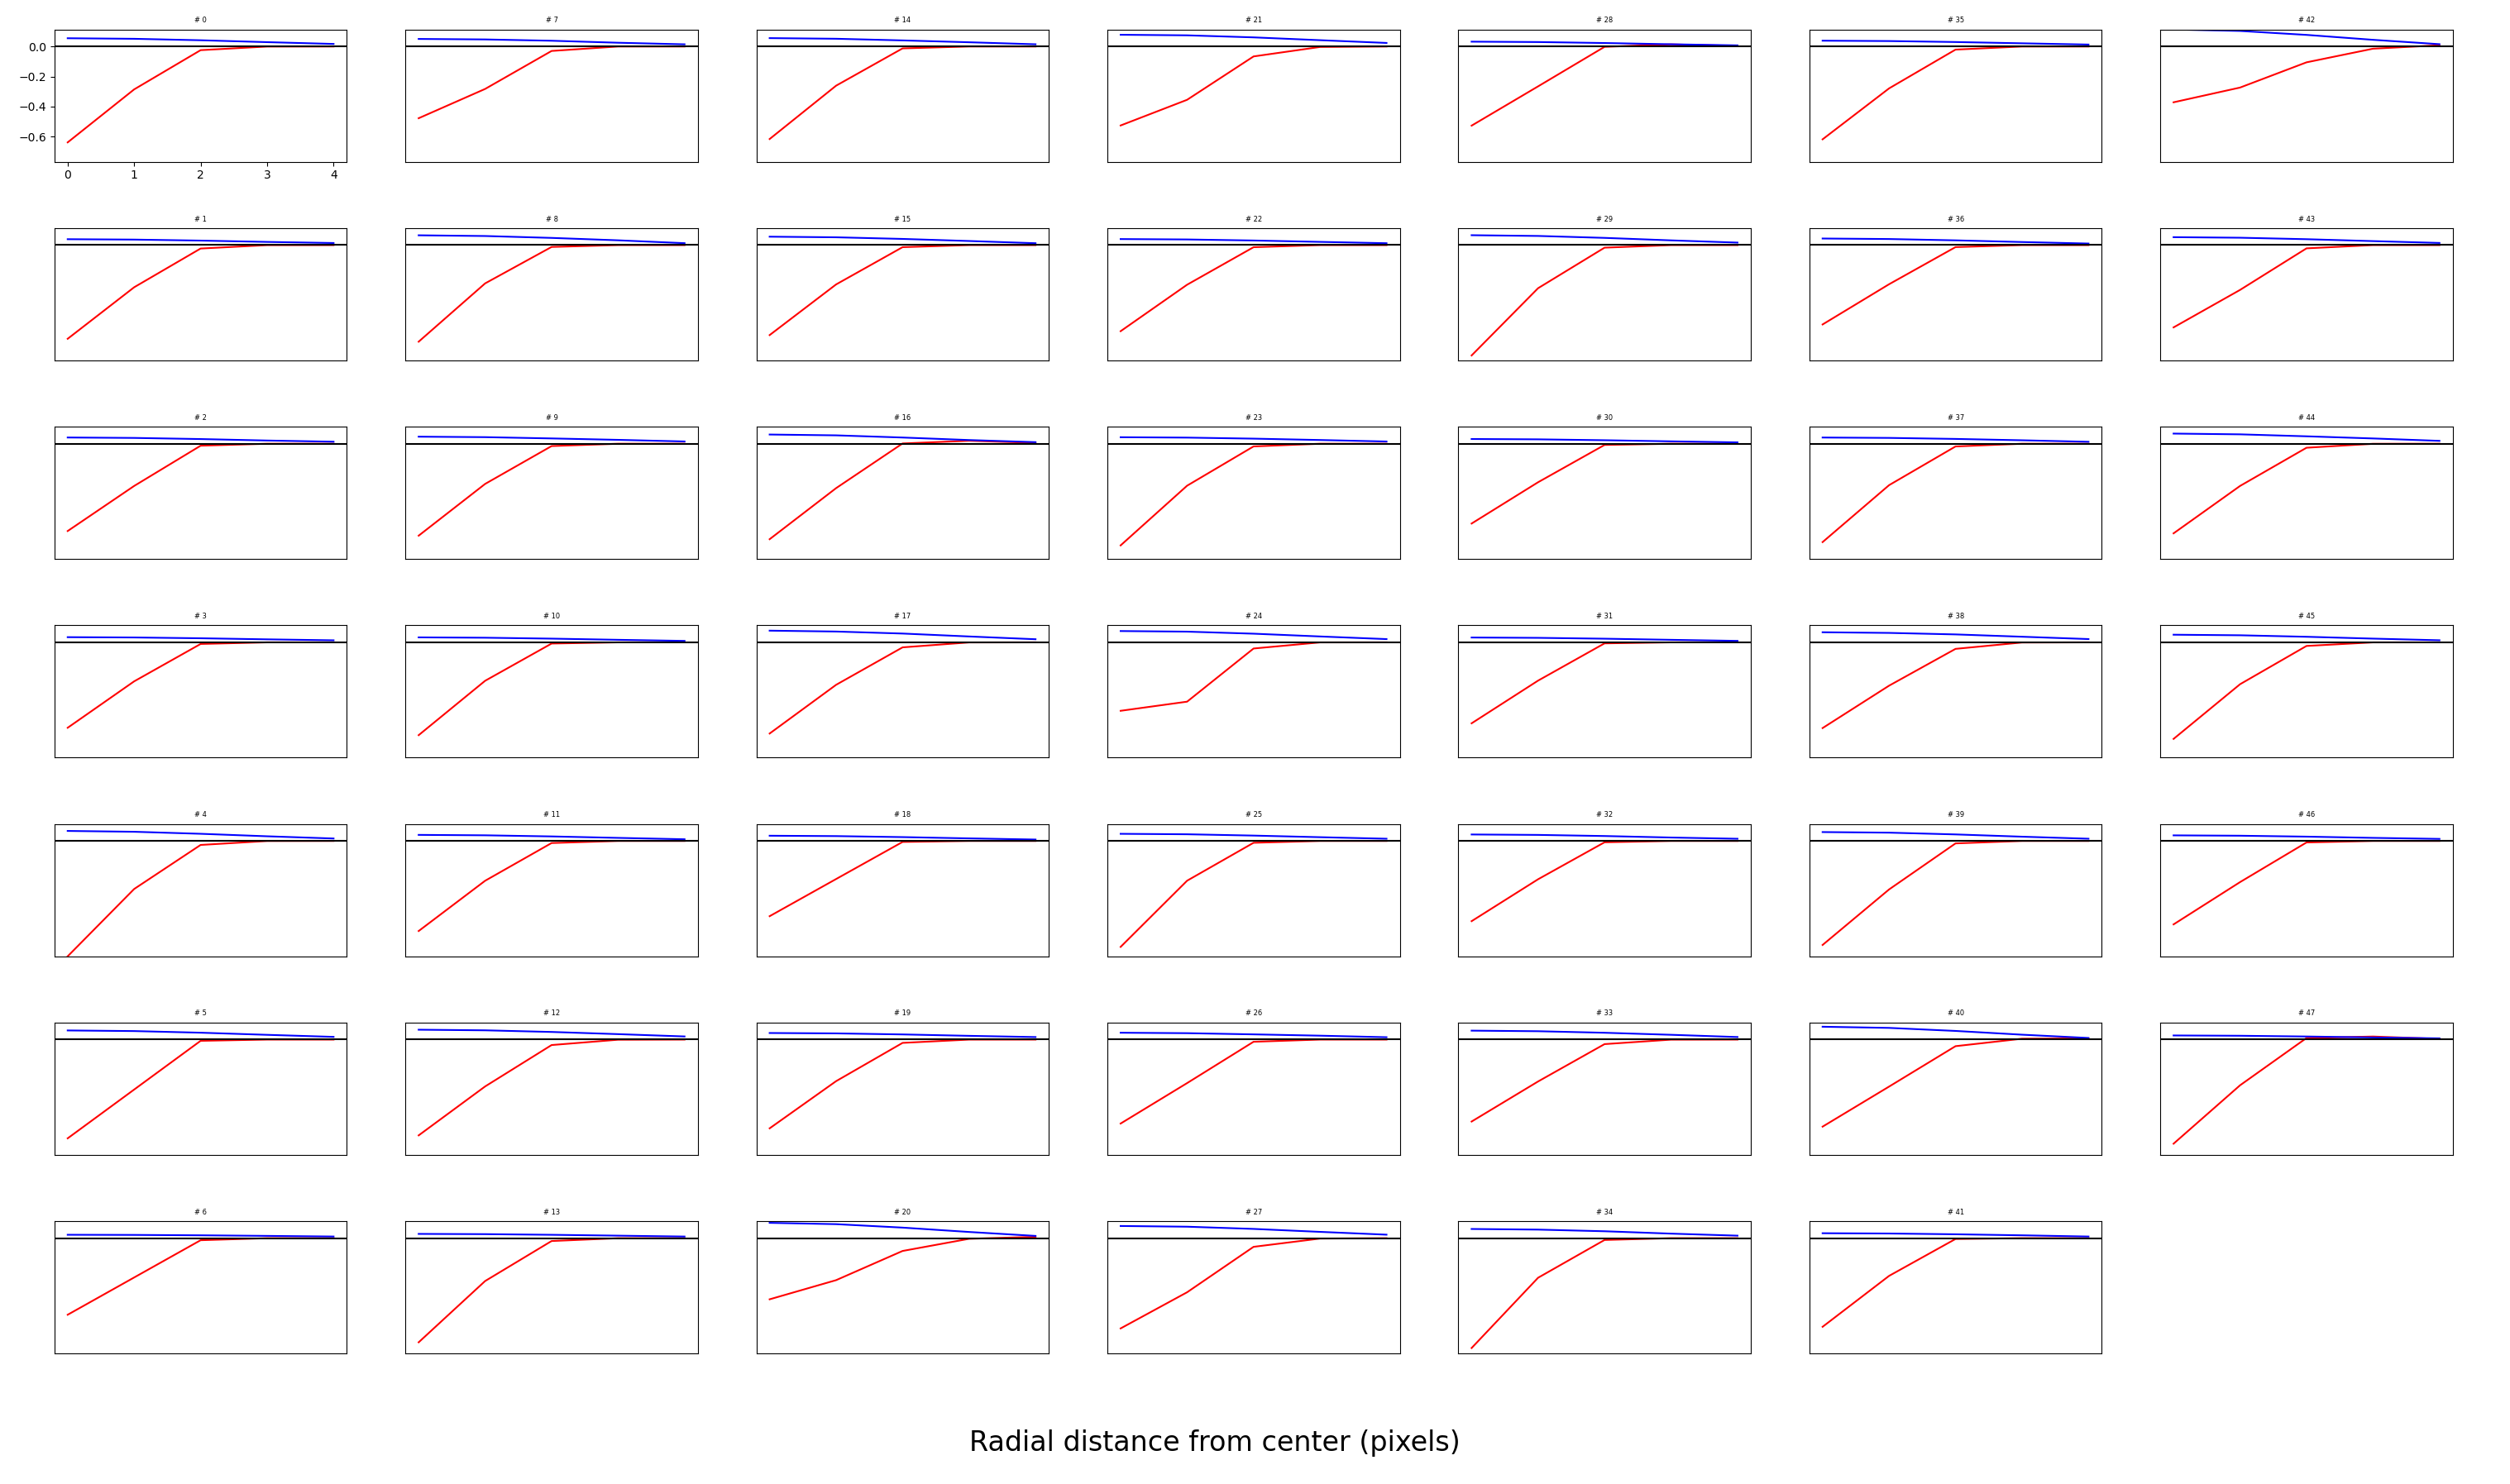 # 0 # 7 # 14 # 21 # 28 # 35 # 42
0.0
−0.2
−0.4
−0.6
0 1 2 3 4
# 1 # 8 # 15 # 22 # 29 # 36 # 43
# 2 # 9 # 16 # 23 # 30 # 37 # 44
# 3 # 10 # 17 # 24 # 31 # 38 # 45
# 4 # 11 # 18 # 25 # 32 # 39 # 46
# 5 # 12 # 19 # 26 # 33 # 40 # 47
# 6 # 13 # 20 # 27 # 34 # 41
Radial distance from center (pixels)